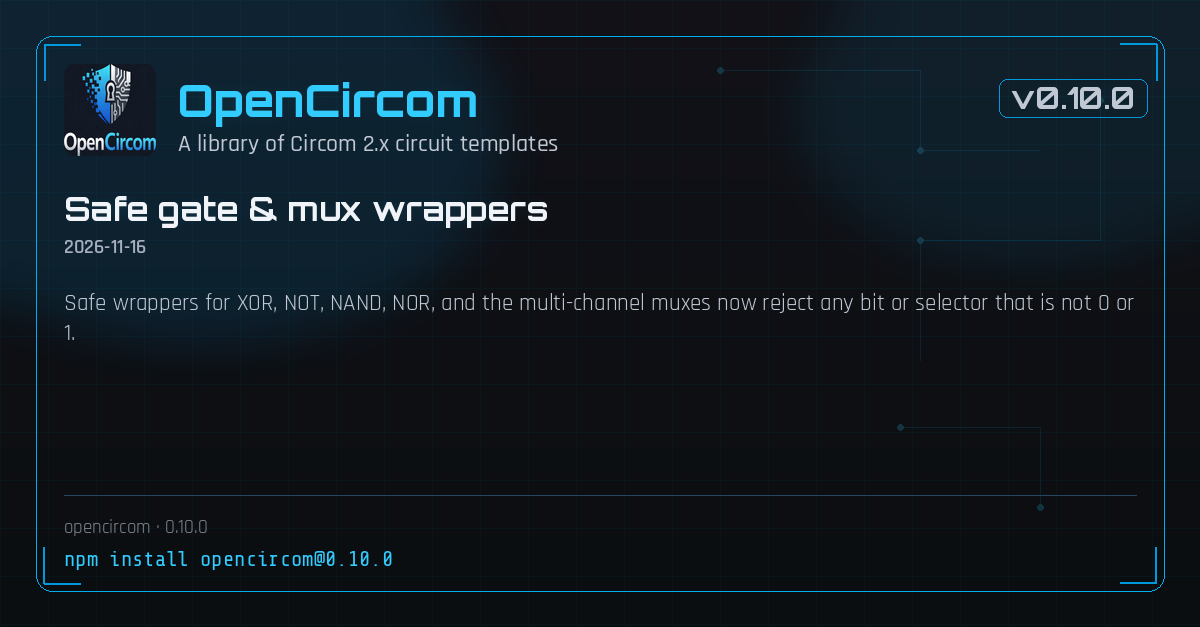 OpenCircom
OpenCircom
v0.10.0
A library of Circom 2.x circuit templates
Safe gate & mux wrappers
2026-11-16
Safe wrappers for XOR, NOT, NAND, NOR, and the multi-channel muxes now reject any bit or selector that is not 0 or
1.
opencircom · 0.10.0
npm install opencircom@0.10.0